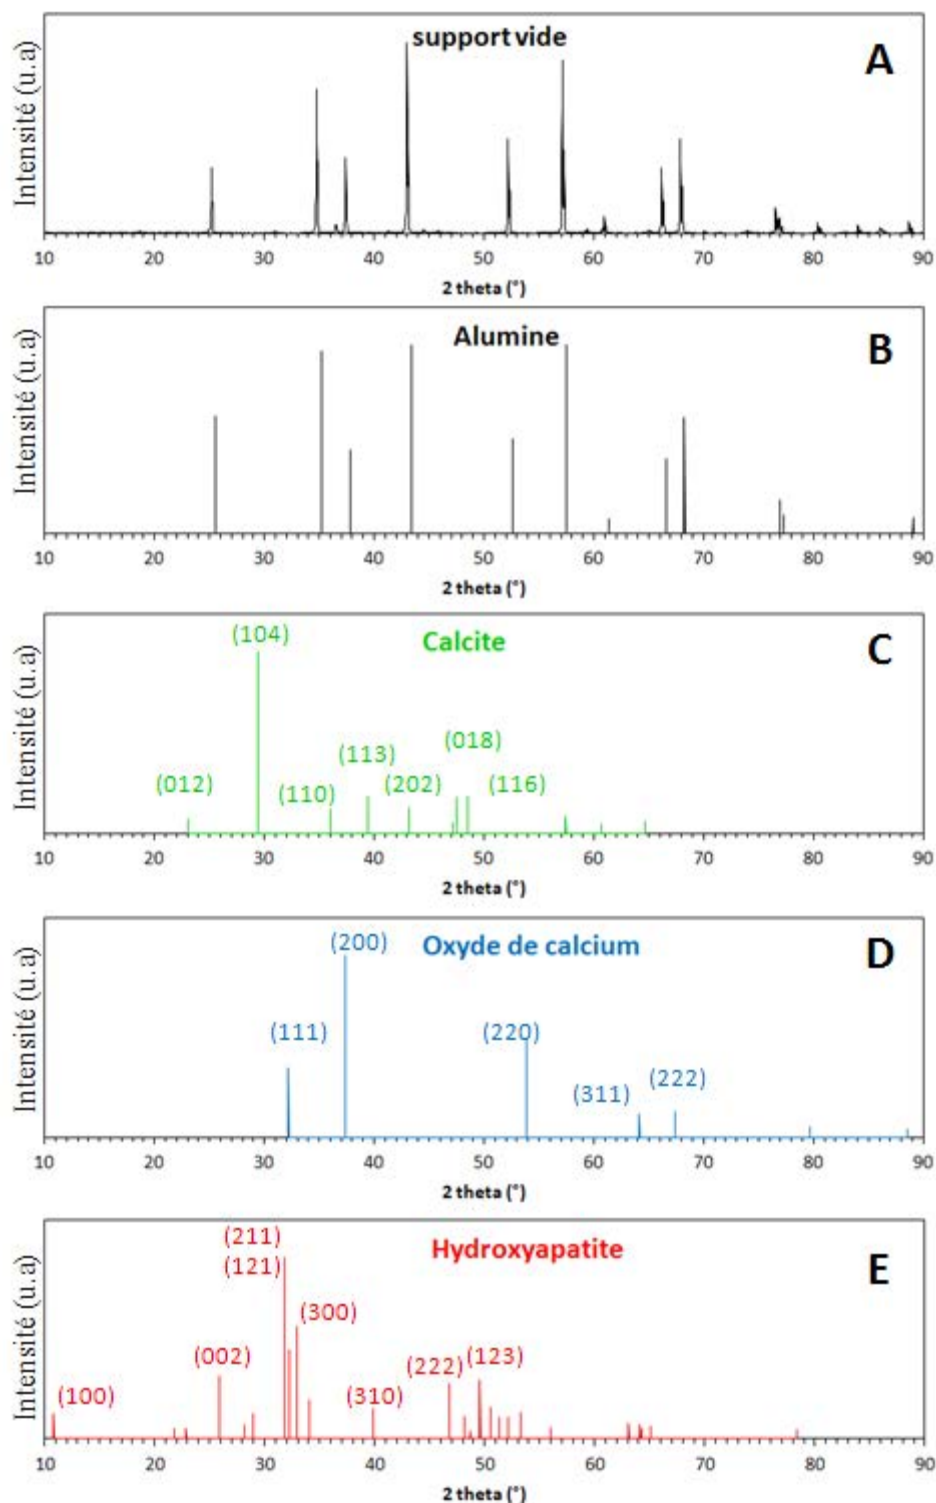 support vide
A
Intensité (u.a)
10 20 30 40 50 60 70 80 90
2 theta (°)
Alumine
B
Intensité (u.a)
10 20 30 40 50 60 70 80 90
2 theta (°)
(104)
Calcite
C
Intensité (u.a)
(018)
(113)
(012)
(110)
(202)
(116)
10 20 30 40 50 60 70 80 90
2 theta (°)
(200)
Oxyde de calcium
D
Intensité (u.a)
(111)
(220)
(222)
(311)
10 20 30 40 50 60 70 80 90
2 theta (°)
(211)
(121)
Hydroxyapatite
E
Intensité (u.a)
(300)
(002)
(222)
(123)
(100)
(310)
10 20 30 40 50 60 70 80 90
2 theta (°)